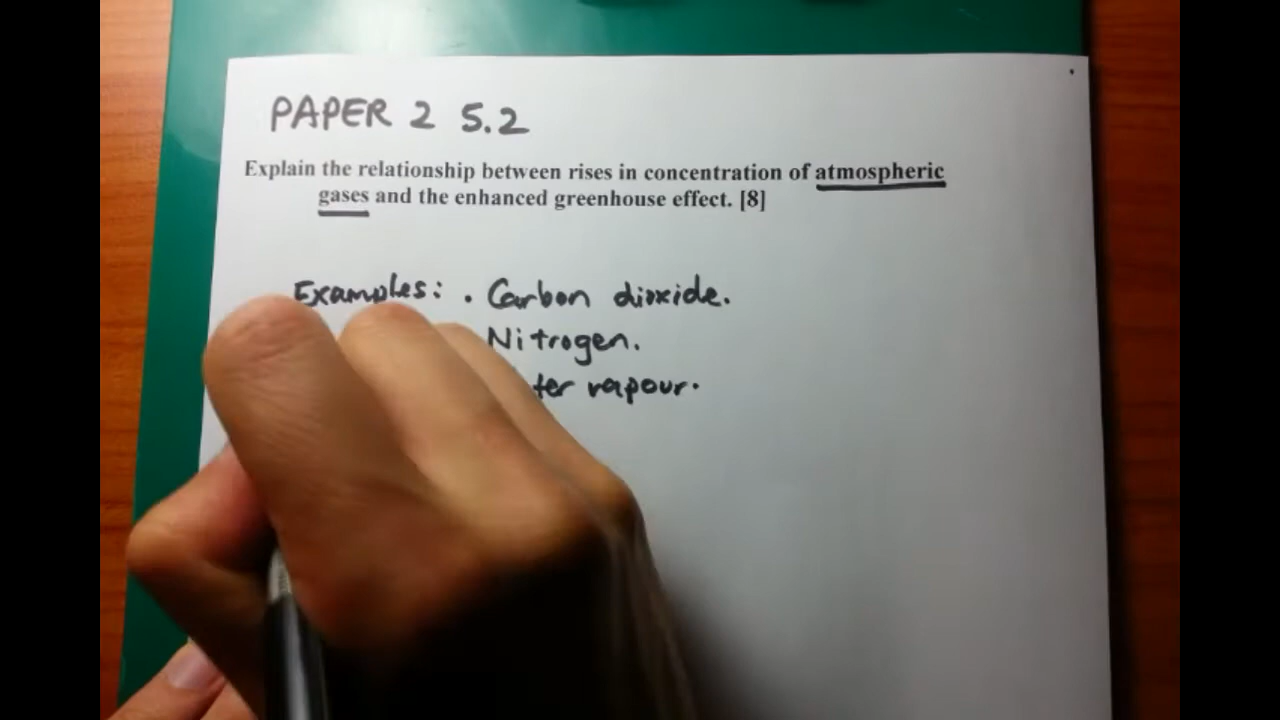 PAPER 2 5.2
Explain the relationship between rises in concentration of atmospheric
gases and the enhanced greenhouse effect. [8]
Examples: . Carbon dioxide.
Nitrogen.
ter vapour.